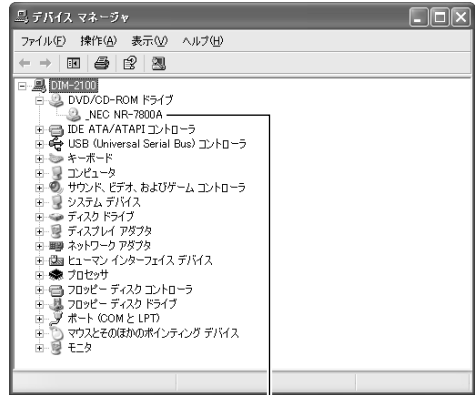 デバイス マネージャ
ファイル(F) 操作(A) 表示(V) ヘルプ(H)
DIM-2100
DVD/CD-ROM ドライブ
_NEC NR-7800A
IDE ATA/ATAPI コントローラ
USB (Universal Serial Bus) コントローラ
キーボード
コンピュータ
サウンド、ビデオ、およびゲーム コントローラ
システム デバイス
ディスク ドライブ
ディスプレイ アダプタ
ネットワーク アダプタ
ヒューマン インターフェイス デバイス
プロセッサ
フロッピー ディスク コントローラ
フロッピー ディスク ドライブ
ポート (COM と LPT)
マウスとそのほかのポインティング デバイス
モニタ